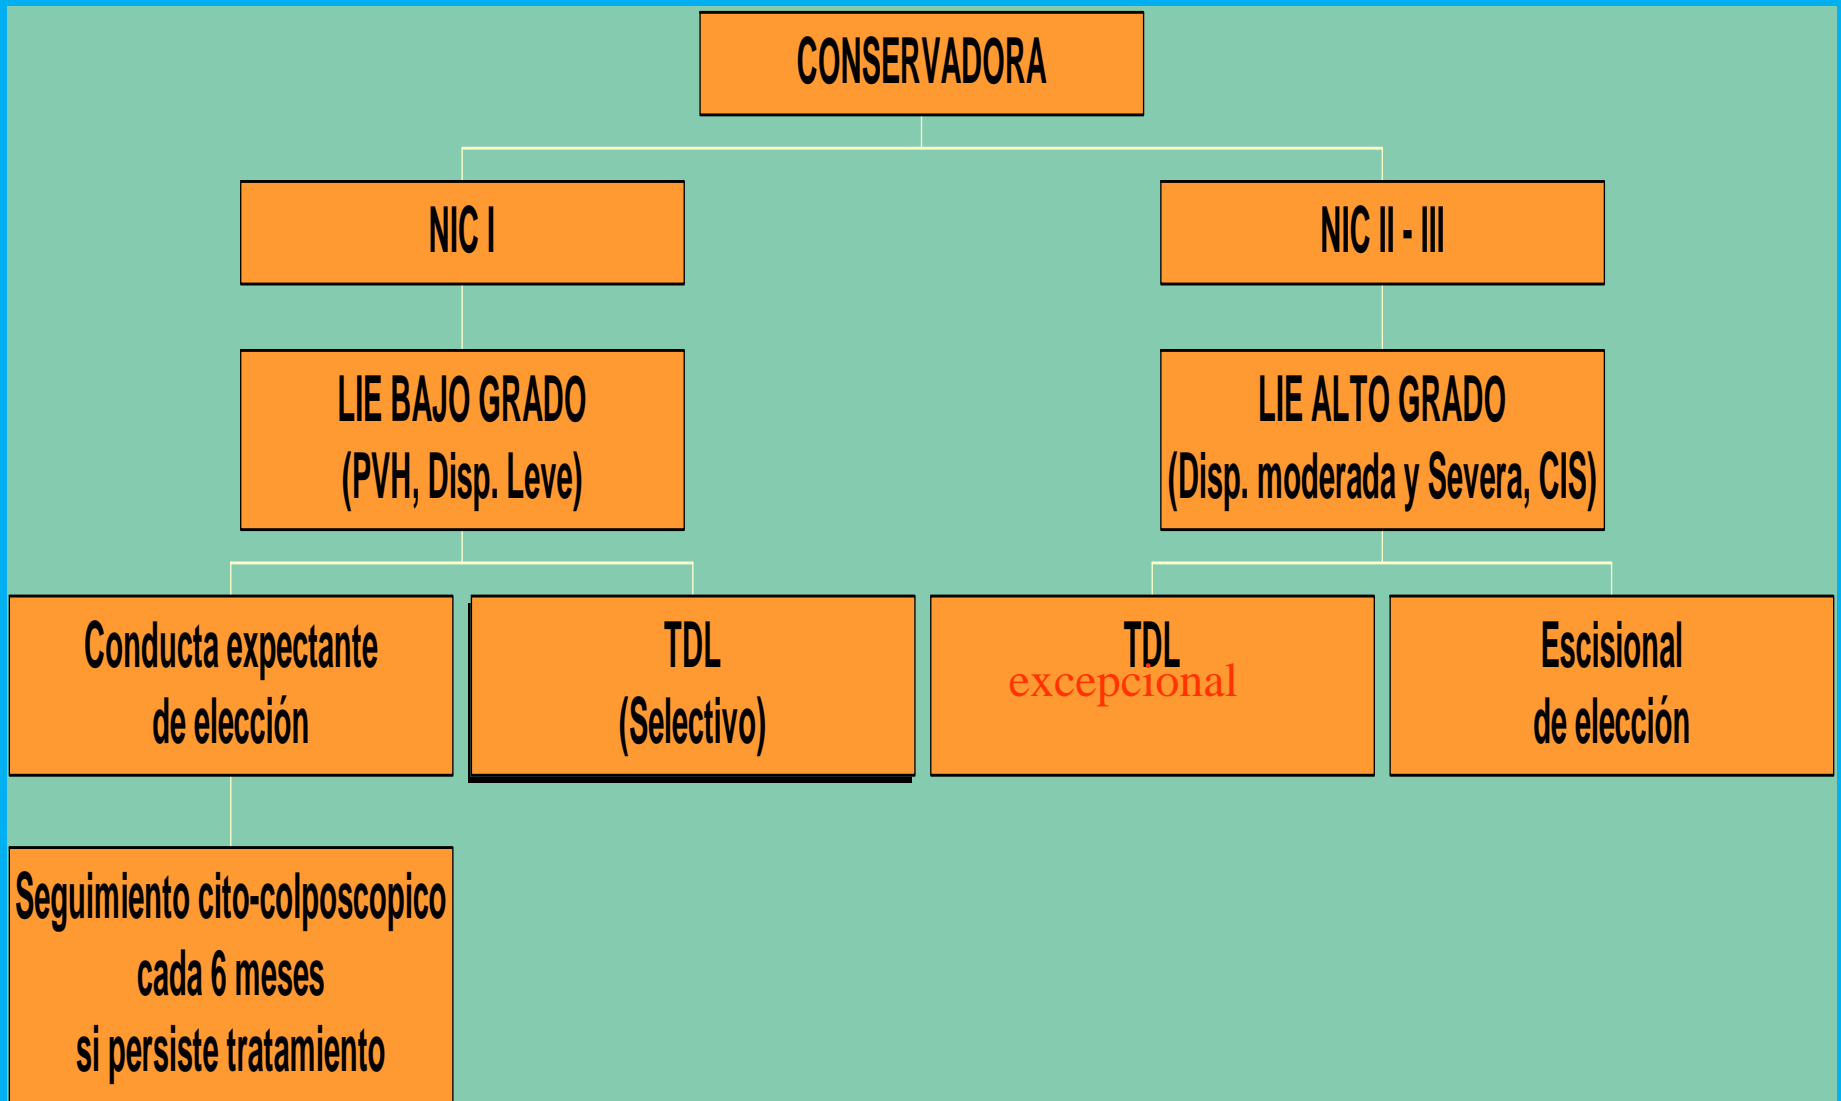 CONSERVADORA
NIC I
NIC II - III
LIE BAJO GRADO
(PVH, Disp. Leve)
LIE ALTO GRADO
(Disp. moderada y Severa, CIS)
Conducta expectante
de elección
TDL
(Selectivo)
TDL
excepcional
Escisional
de elección
Seguimiento cito-colposcopico
cada 6 meses
si persiste tratamiento